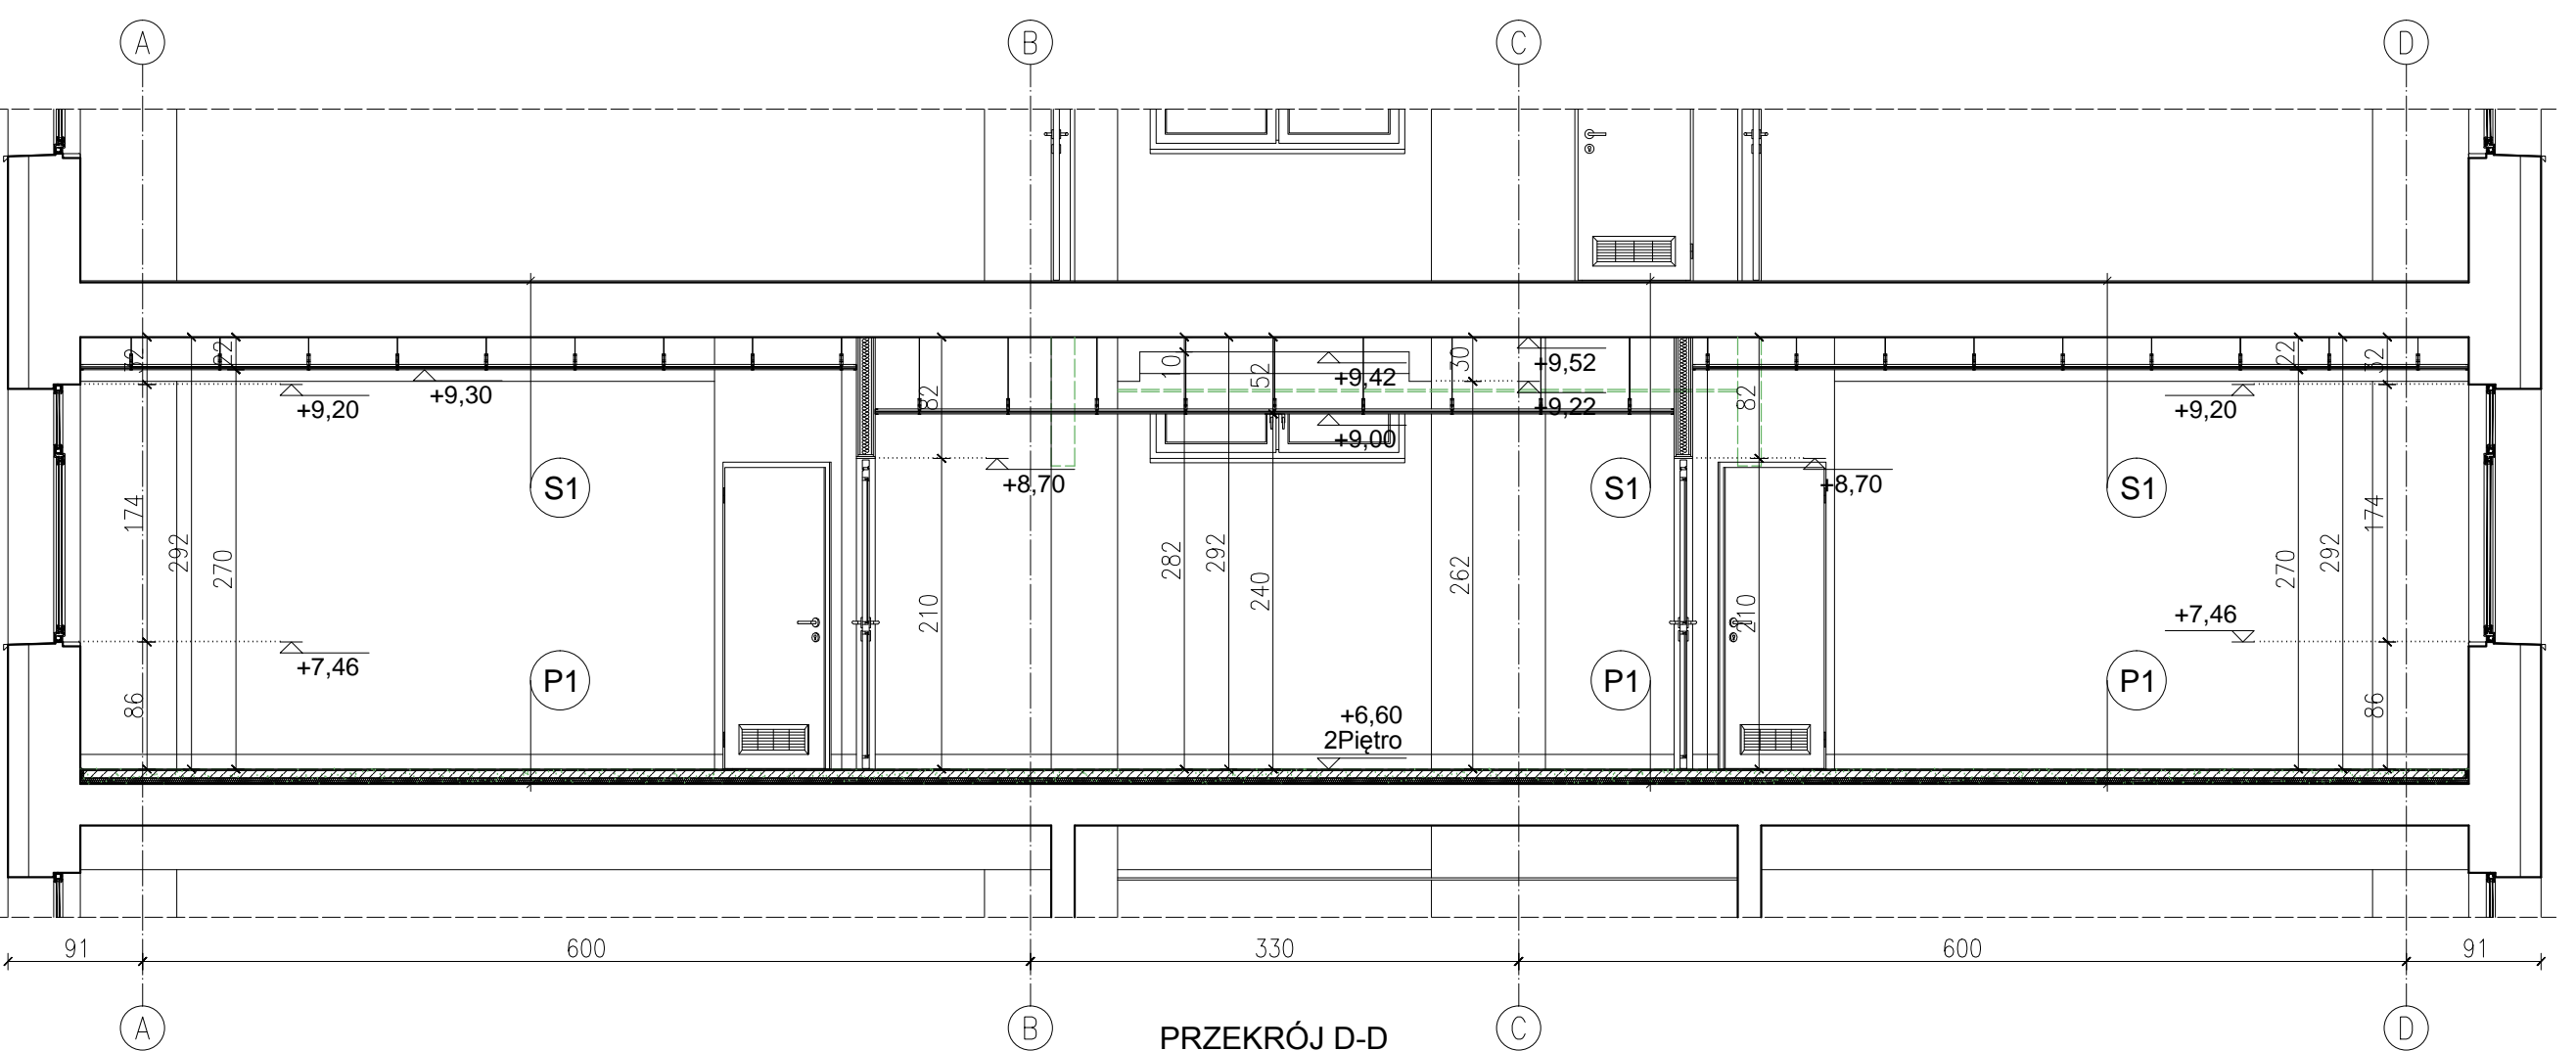 A B C D
32 22 82 10 52 30 82 22 32
+9,42 +9,52
+9,20 +9,30 +9,22 +9,20
+9,00
+8,70 +8,70
S1 S1 S1
174 292 270 210 282 292 240 262 210 270 292 174
+7,46 +7,46
P1 P1 P1
86 86
+6,60
2Piętro
91 600 330 600 91
A B C D
PRZEKRÓJ D-D